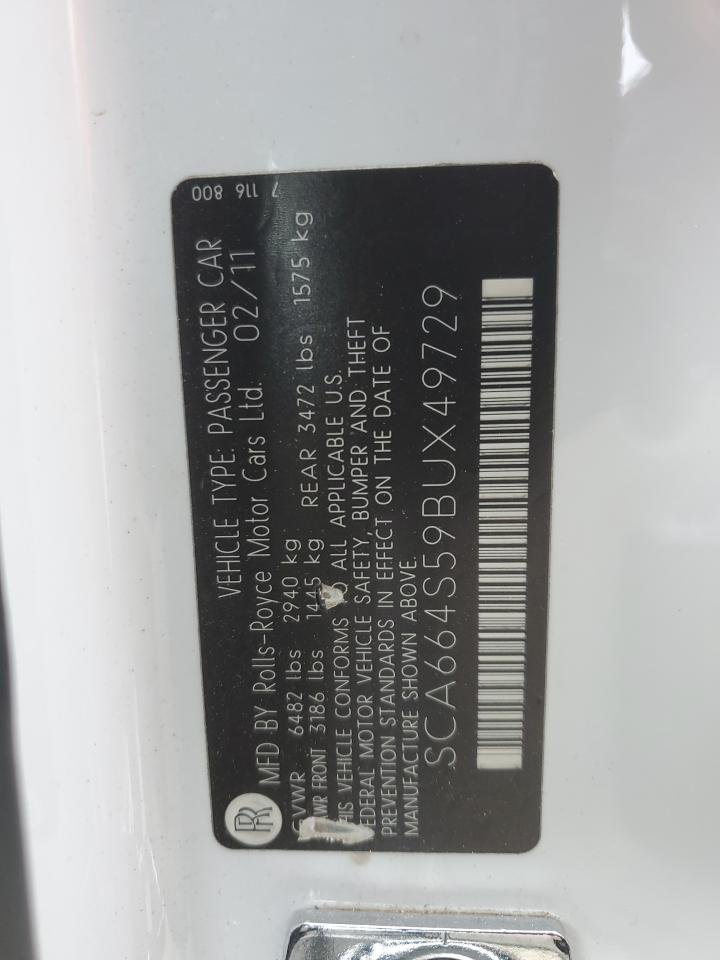 7 116 800
VEHICLE TYPE: PASSENGER CAR
MFD BY Rolls-Royce Motor Cars Ltd. 02/11
GVWR 6482 lbs 2940 kg
WR FRONT 3186 lbs 1445 kg REAR 3472 lbs 1575 kg
HIS VEHICLE CONFORMS TO ALL APPLICABLE U.S.
FEDERAL MOTOR VEHICLE SAFETY, BUMPER AND THEFT
PREVENTION STANDARDS IN EFFECT ON THE DATE OF
MANUFACTURE SHOWN ABOVE.
SCA664S59BUX49729
RR